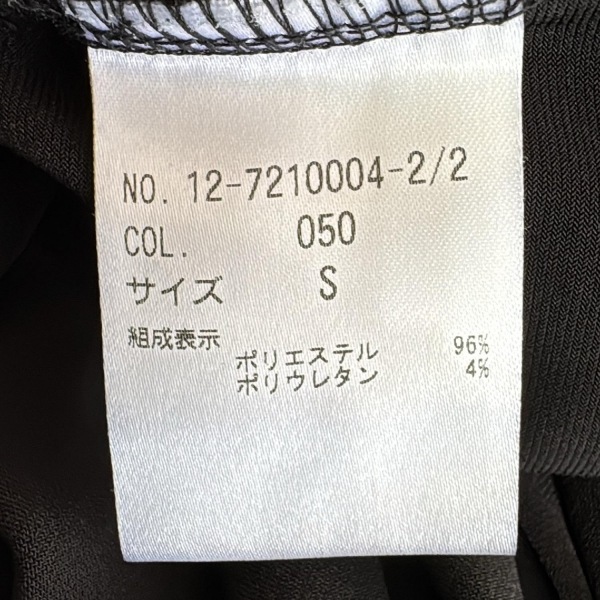 NO. 12-7210004-2/2
COL. 050
サイズ S
組成表示
ポリエステル 96%
ポリウレタン 4%